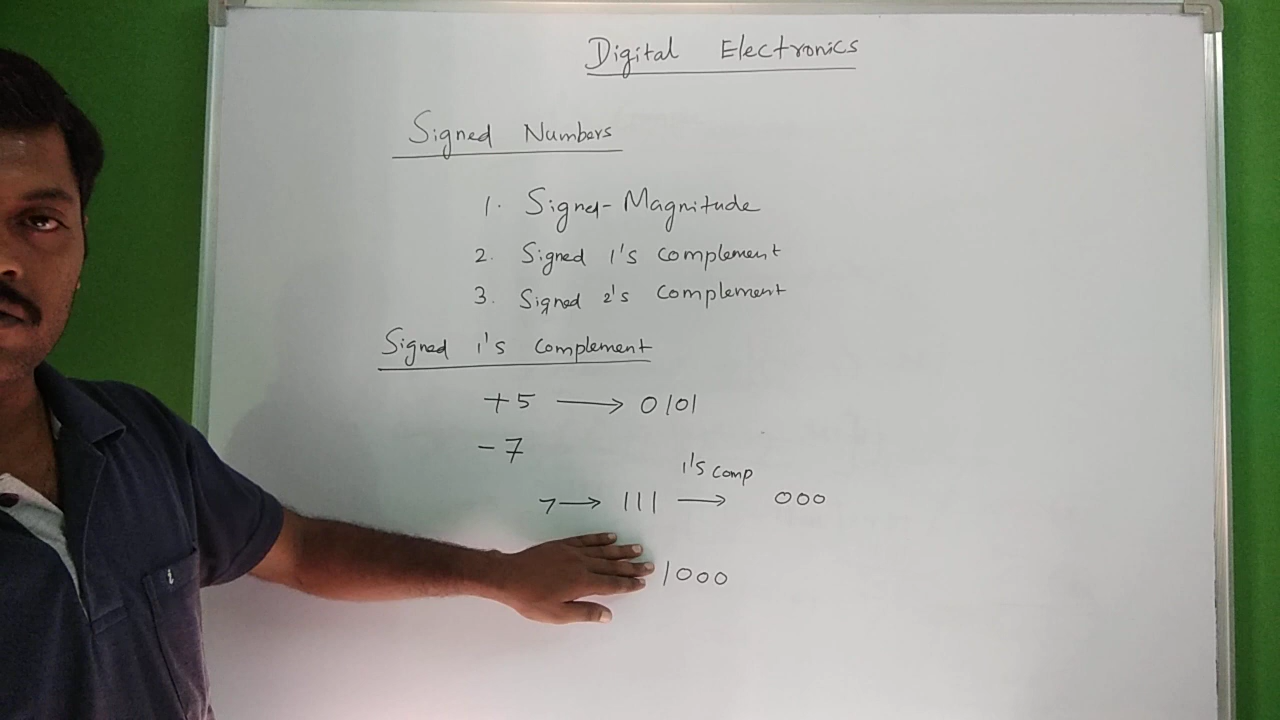 Digital Electronics
Signed Numbers
1. Signed-Magnitude
2. Signed 1's complement
3. Signed 2's complement
Signed 1's complement
+5 ⟶ 0101
-7
1's comp
7 ⟶ 111 ⟶ 000
1000